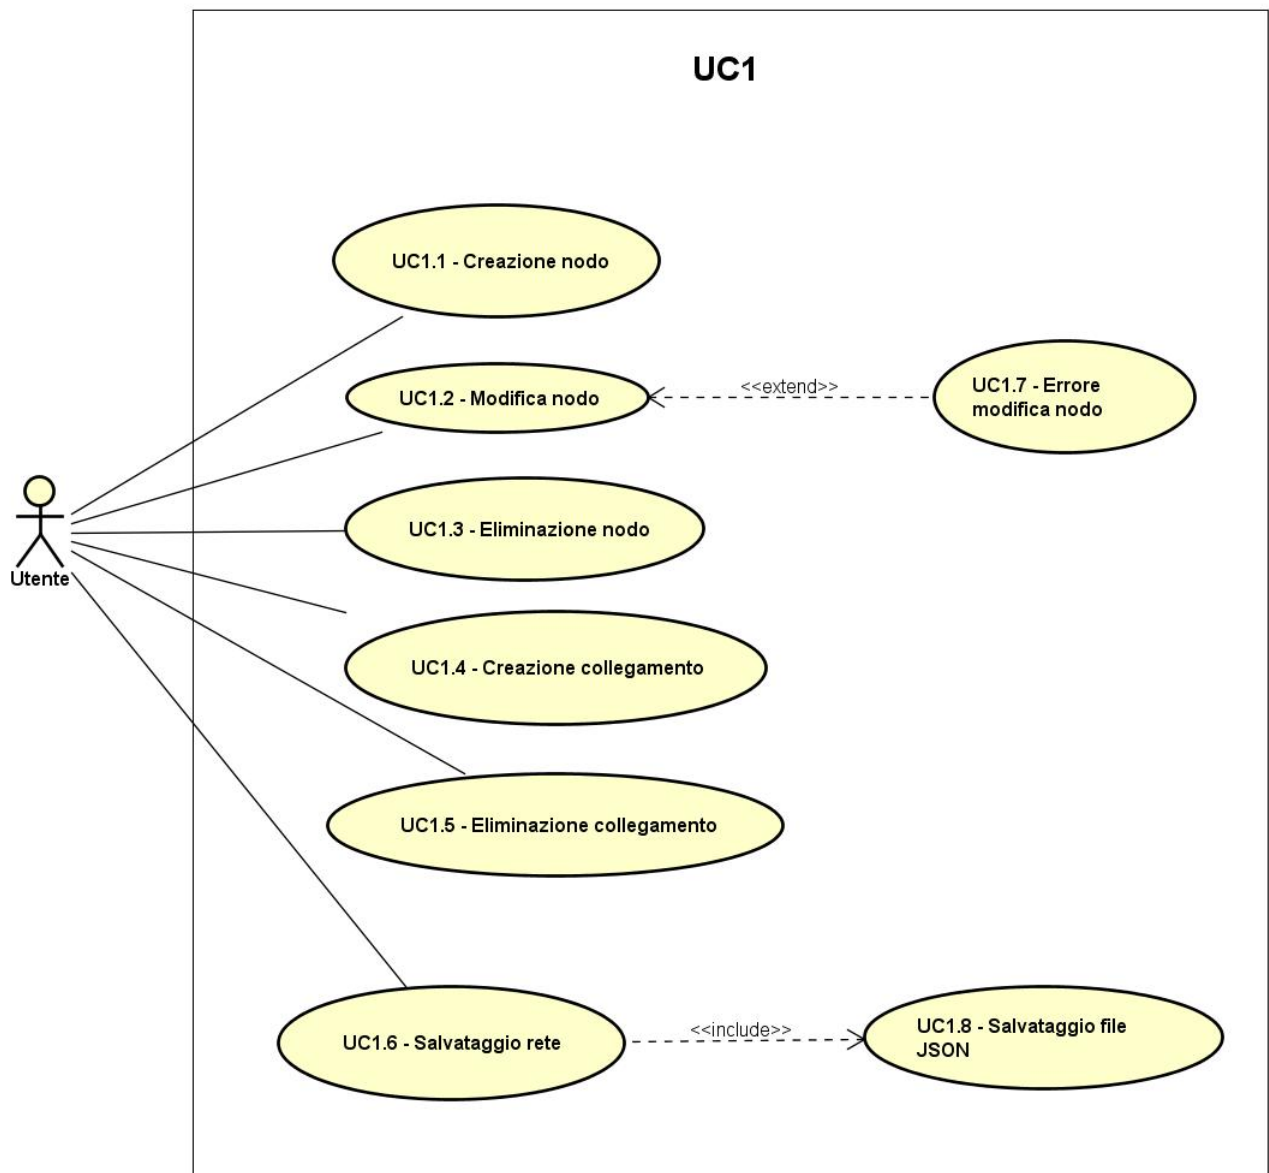 UC1
UC1.1 - Creazione nodo
UC1.2 - Modifica nodo
<<extend>>
UC1.7 - Errore
modifica nodo
UC1.3 - Eliminazione nodo
Utente
UC1.4 - Creazione collegamento
UC1.5 - Eliminazione collegamento
UC1.6 - Salvataggio rete
<<include>>
UC1.8 - Salvataggio file
JSON